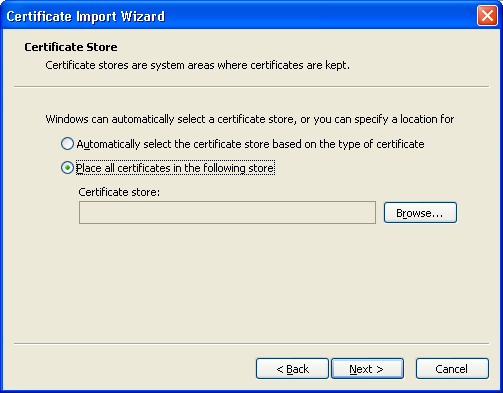 Certificate Import Wizard
Certificate Store
Certificate stores are system areas where certificates are kept.
Windows can automatically select a certificate store, or you can specify a location for
Automatically select the certificate store based on the type of certificate
Place all certificates in the following store
Certificate store:
Browse...
< Back
Next >
Cancel